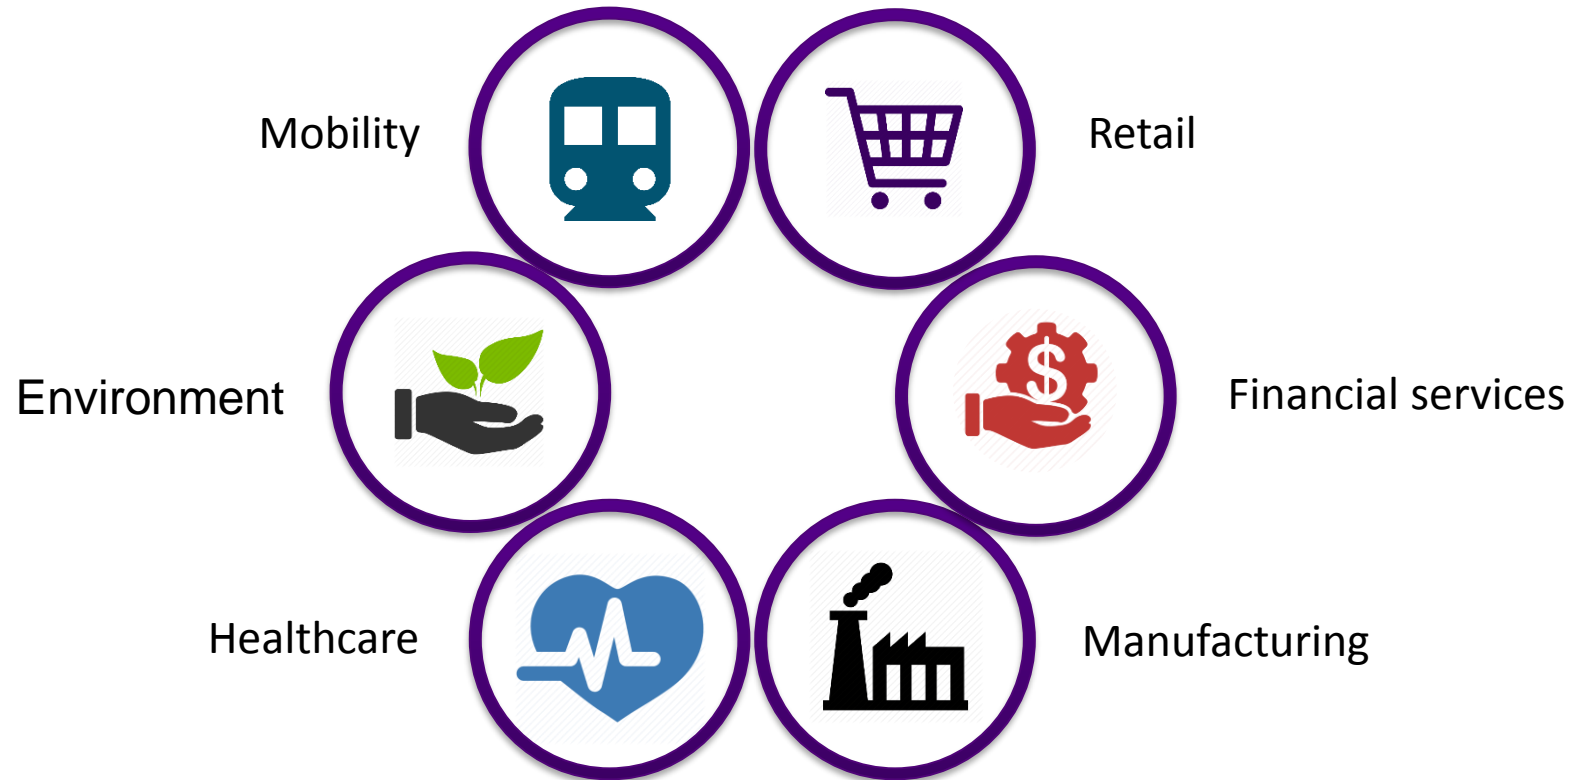 Mobility
Retail
Environment
Financial services
Healthcare
Manufacturing